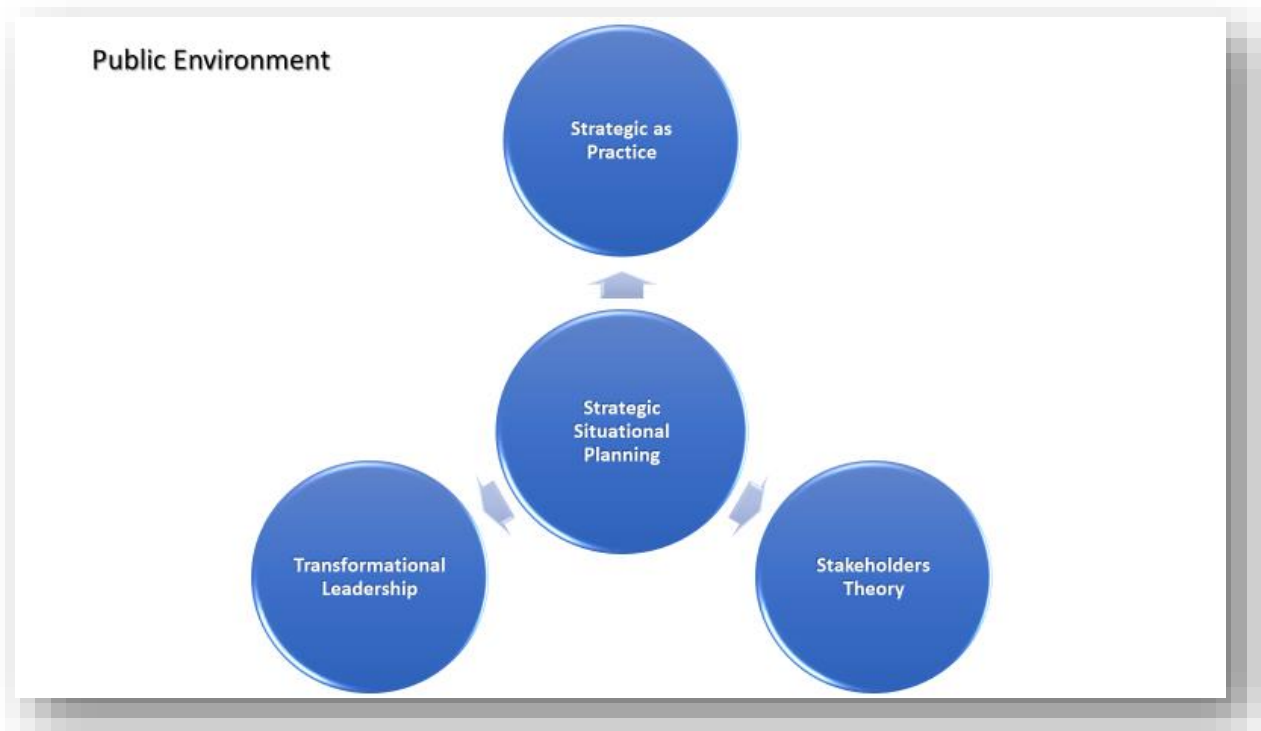 Public Environment
Strategic as
Practice
Strategic
Situational
Planning
Transformational
Leadership
Stakeholders
Theory